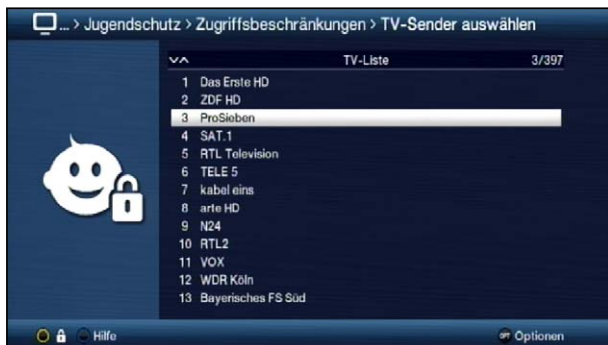 ... > Jugendschutz > Zugriffsbeschränkungen > TV-Sender auswählen
TV-Liste 3/397
1 Das Erste HD
2 ZDF HD
3 ProSieben
4 SAT.1
5 RTL Television
6 TELE 5
7 kabel eins
8 arte HD
9 N24
10 RTL2
11 VOX
12 WDR Köln
13 Bayerisches FS Süd
Hilfe OPT Optionen